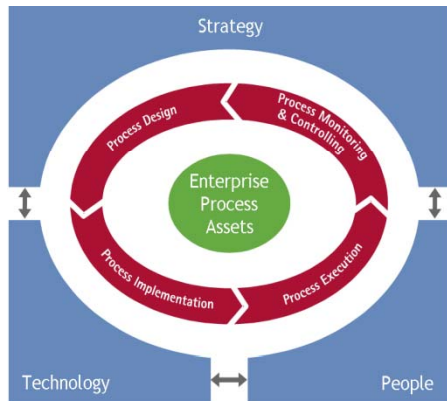 Strategy
Process Design
Process Monitoring
& Controlling
Enterprise
Process
Assets
Process Implementation
Process Execution
Technology
People